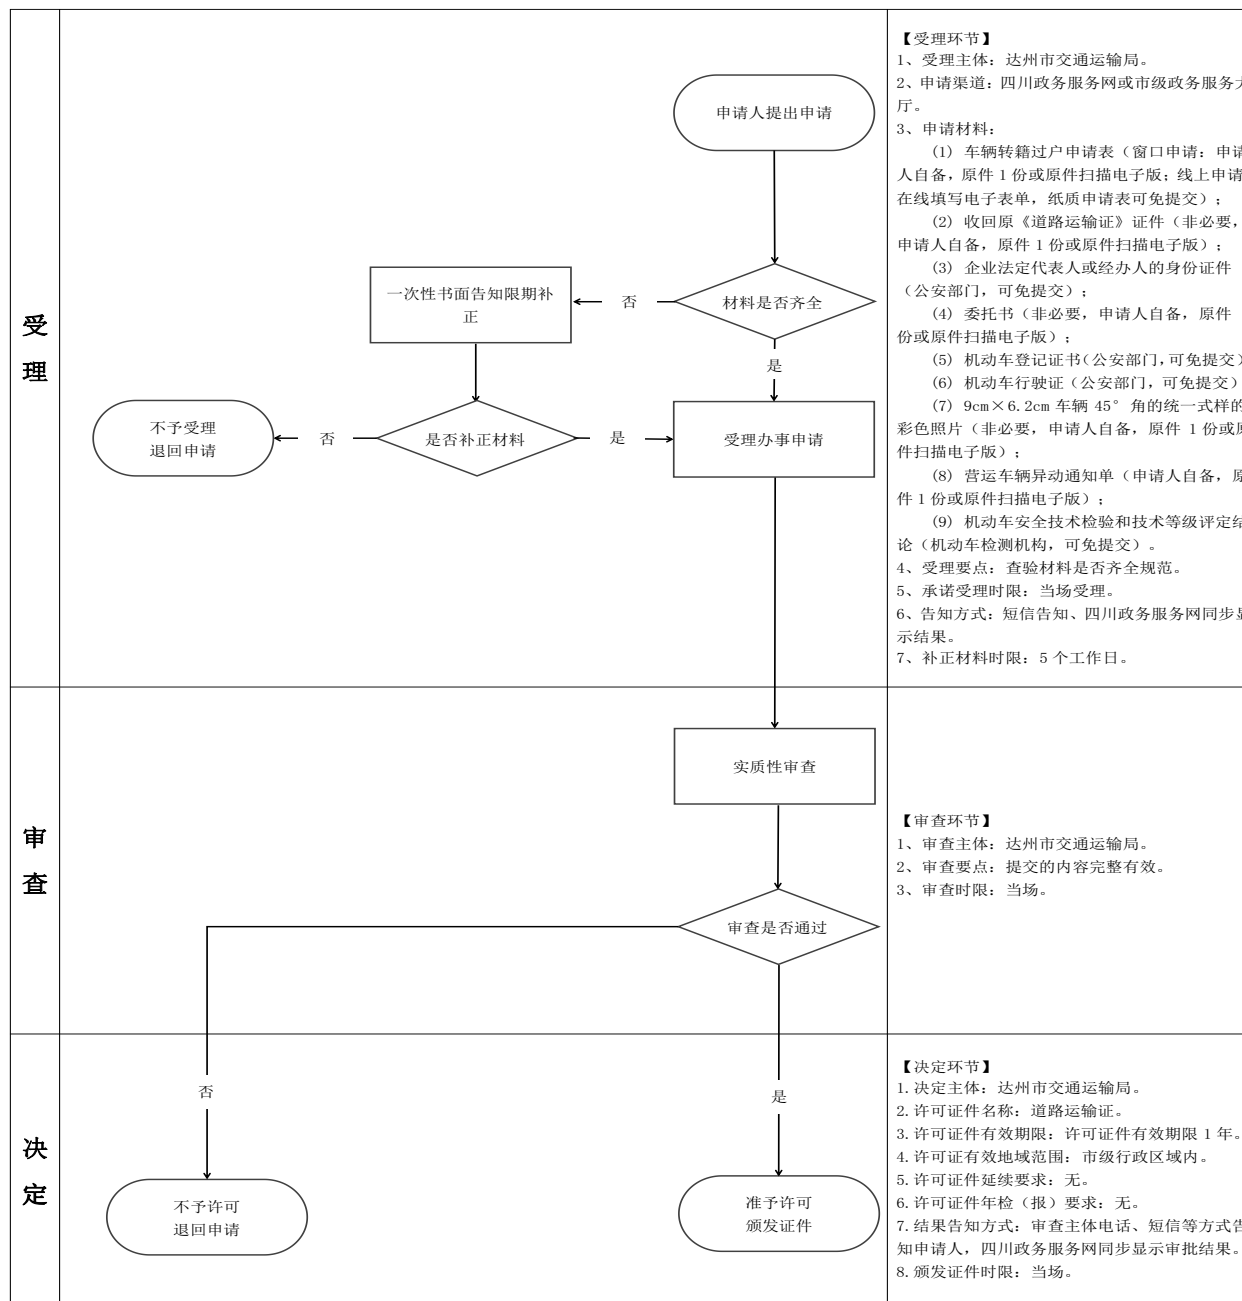 受
理
申请人提出申请
材料是否齐全
否
一次性书面告知限期补
正
是
是否补正材料
否
不予受理
退回申请
是
受理办事申请
【受理环节】
1、受理主体：达州市交通运输局。
2、申请渠道：四川政务服务网或市级政务服务大
厅。
3、申请材料：
(1) 车辆转籍过户申请表（窗口申请：申请
人自备，原件 1 份或原件扫描电子版；线上申请
在线填写电子表单，纸质申请表可免提交）；
(2) 收回原《道路运输证》证件（非必要，
申请人自备，原件 1 份或原件扫描电子版）；
(3) 企业法定代表人或经办人的身份证件
（公安部门，可免提交）；
(4) 委托书（非必要，申请人自备，原件
份或原件扫描电子版）；
(5) 机动车登记证书（公安部门，可免提交）
(6) 机动车行驶证（公安部门，可免提交）
(7) 9cm×6.2cm 车辆 45° 角的统一式样的
彩色照片（非必要，申请人自备，原件 1 份或原
件扫描电子版）；
(8) 营运车辆异动通知单（申请人自备，原
件 1 份或原件扫描电子版）；
(9) 机动车安全技术检验和技术等级评定结
论（机动车检测机构，可免提交）。
4、受理要点：查验材料是否齐全规范。
5、承诺受理时限：当场受理。
6、告知方式：短信告知、四川政务服务网同步显
示结果。
7、补正材料时限：5 个工作日。
审
查
实质性审查
审查是否通过
【审查环节】
1、审查主体：达州市交通运输局。
2、审查要点：提交的内容完整有效。
3、审查时限：当场。
决
定
否
不予许可
退回申请
是
准予许可
颁发证件
【决定环节】
1.决定主体：达州市交通运输局。
2.许可证件名称：道路运输证。
3.许可证件有效期限：许可证件有效期限 1 年。
4.许可证有效地域范围：市级行政区域内。
5.许可证件延续要求：无。
6.许可证件年检（报）要求：无。
7.结果告知方式：审查主体电话、短信等方式告
知申请人，四川政务服务网同步显示审批结果。
8.颁发证件时限：当场。